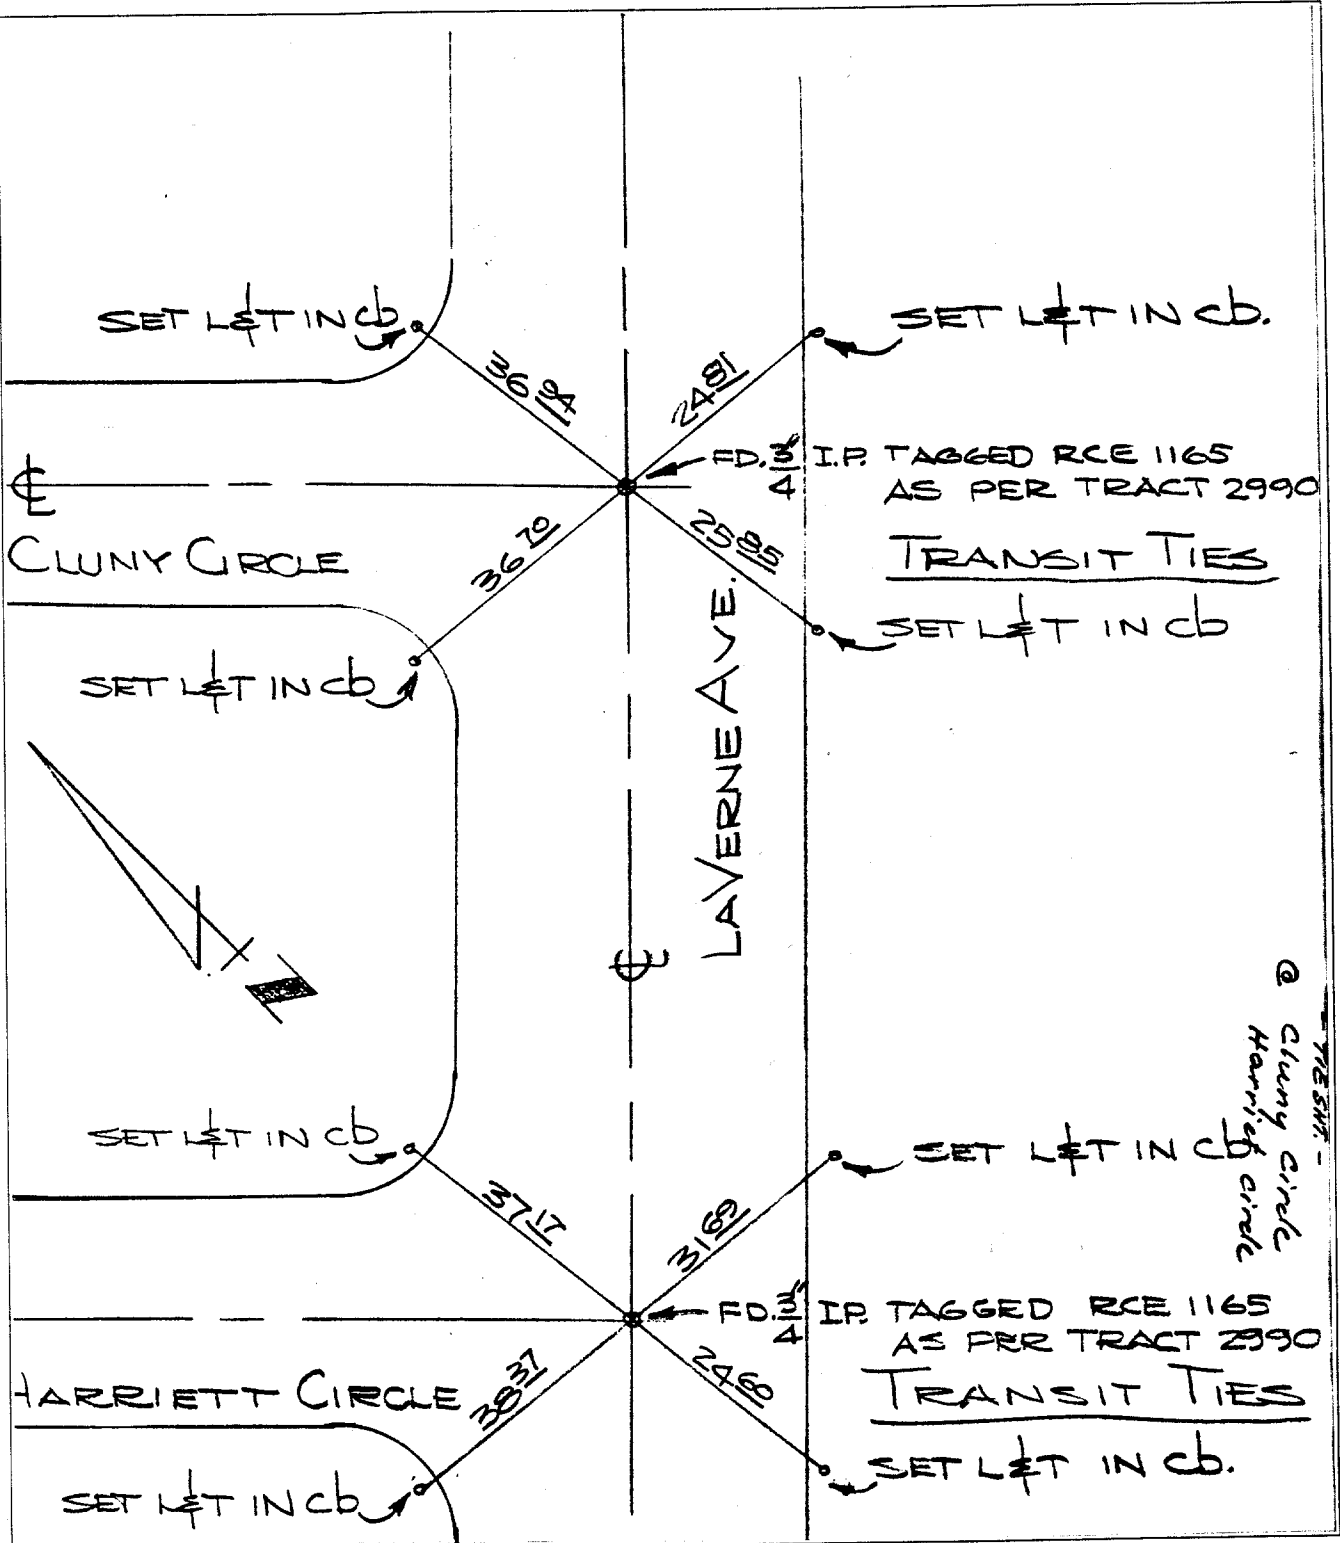 SET L&T IN cb
SET L&T IN cb.
36 94
24 81
FD. 3/4" I.P. TAGGED RCE 1165
AS PER TRACT 2990
℄
TRANSIT TIES
CLUNY CIRCLE
36 70
25 85
SET L&T IN cb
SET L&T IN cb
LAVERNE AVE.
℄
@ Cluny Circle
Harriet Circle
SET L&T IN cb
SET L&T IN cb
37 17
31 69
FD. 3/4" I.P. TAGGED RCE 1165
AS PER TRACT 2990
HARRIETT CIRCLE
38 37
24 60
TRANSIT TIES
SET L&T IN cb.
SET L&T IN cb